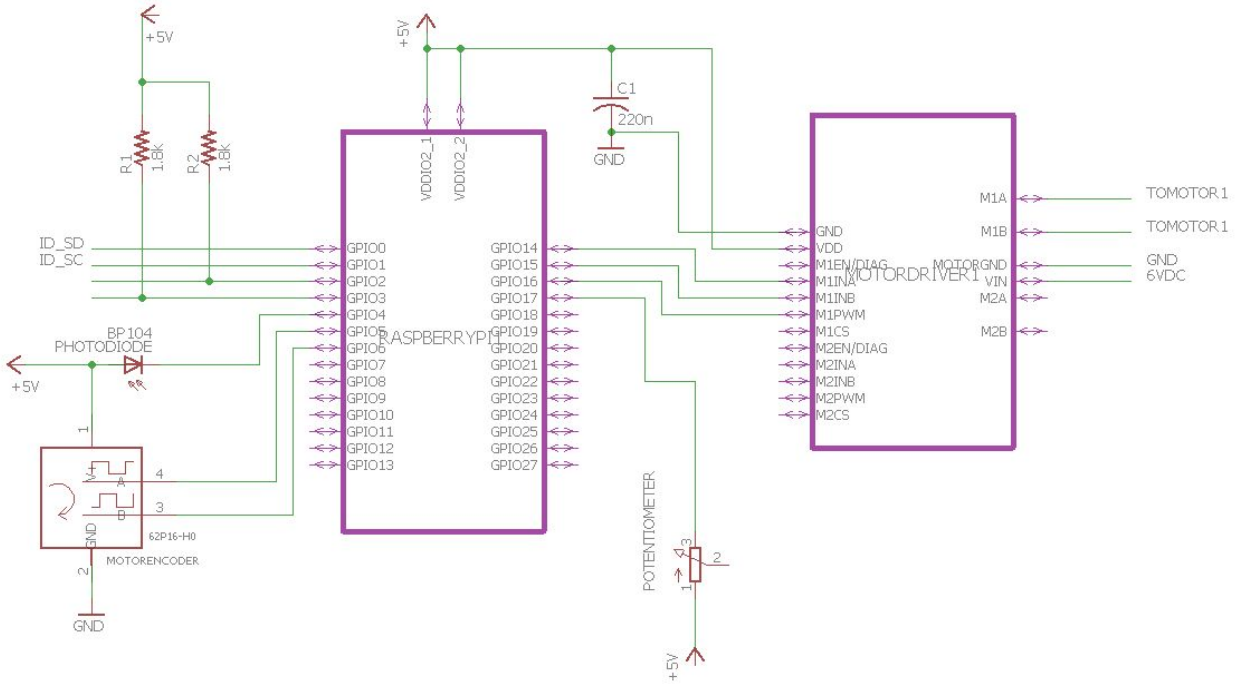 +5V
R1
1.8k
R2
1.8k
ID_SD
ID_SC
BP104
PHOTODIODE
+5V
1
V+
A
4
B
3
GND
2
62P16-H0
MOTORENCODER
GND
+5V
VDDIO2_1
VDDIO2_2
GPIO0
GPIO1
GPIO2
GPIO3
GPIO4
GPIO5
GPIO6
GPIO7
GPIO8
GPIO9
GPIO10
GPIO11
GPIO12
GPIO13
RASPBERRYPI1
GPIO14
GPIO15
GPIO16
GPIO17
GPIO18
GPIO19
GPIO20
GPIO21
GPIO22
GPIO23
GPIO24
GPIO25
GPIO26
GPIO27
C1
220n
GND
POTENTIOMETER
3
2
1
+5V
GND
VDD
M1EN/DIAG
M1INA
M1INB
M1PWM
M1CS
M2EN/DIAG
M2INA
M2INB
M2PWM
M2CS
MOTORDRIVER1
M1A
M1B
MOTORGND
VIN
M2A
M2B
TOMOTOR1
TOMOTOR1
GND
6VDC